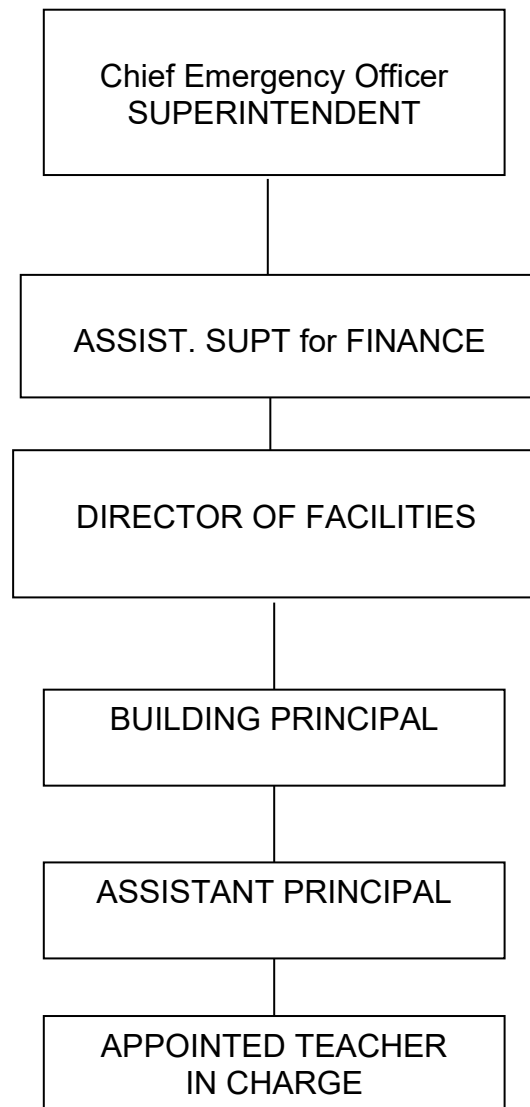 Chief Emergency Officer
SUPERINTENDENT
ASSIST. SUPT for FINANCE
DIRECTOR OF FACILITIES
BUILDING PRINCIPAL
ASSISTANT PRINCIPAL
APPOINTED TEACHER
IN CHARGE